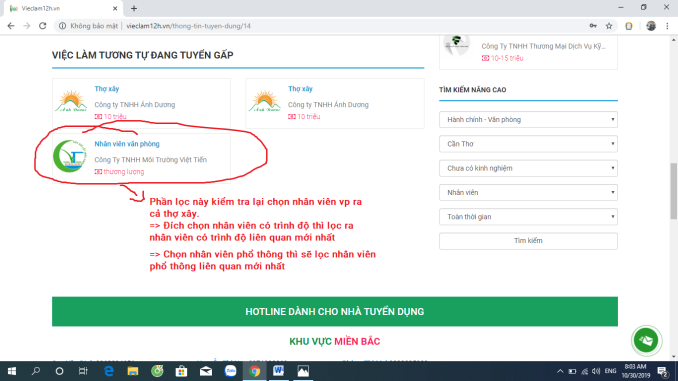 Vieclam12h.vn
Không bảo mật | vieclam12h.vn/thong-tin-tuyen-dung/14
VIỆC LÀM TƯƠNG TỰ ĐANG TUYỂN GẤP
Thợ xây
Công ty TNHH Ánh Dương
10 triệu
Thợ xây
Công ty TNHH Ánh Dương
10 triệu
Nhân viên văn phòng
Công Ty TNHH Môi Trường Việt Tiến
thương lượng
Phần lọc này kiểm tra lại chọn nhân viên vp ra
cả thợ xây.
=> Đích chọn nhân viên có trình độ thì lọc ra
nhân viên có trình độ liên quan mới nhất
=> Chọn nhân viên phổ thông thì sẽ lọc nhân viên
phổ thông liên quan mới nhất
Công Ty TNHH Thương Mại Dịch Vụ Kỹ...
10-15 triệu
TÌM KIẾM NÂNG CAO
Hành chính - Văn phòng
Cần Thơ
Chưa có kinh nghiệm
Nhân viên
Toàn thời gian
Tìm kiếm
HOTLINE DÀNH CHO NHÀ TUYỂN DỤNG
KHU VỰC MIỀN BẮC
ENG
8:03 AM
10/30/2019